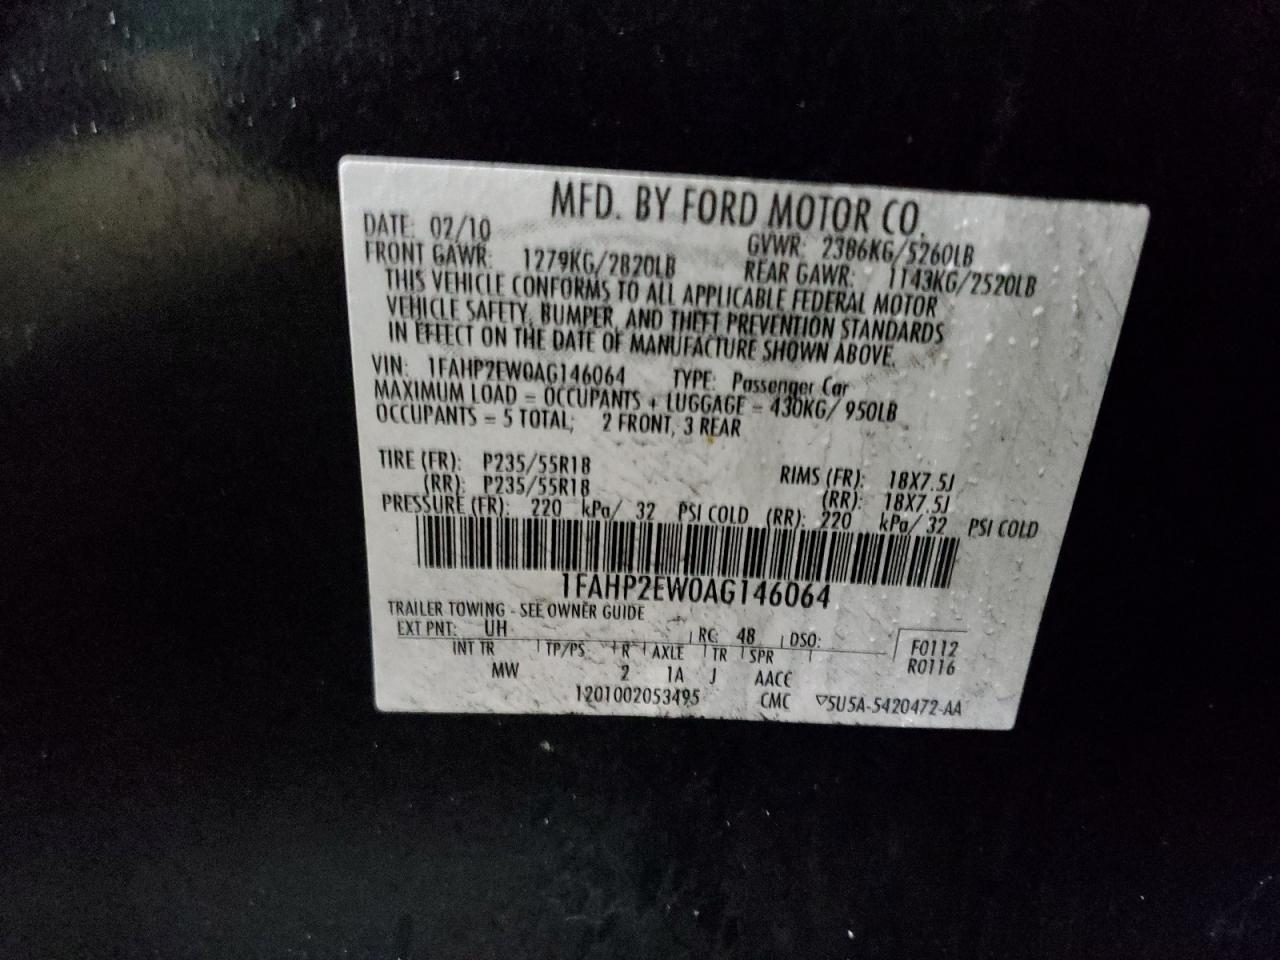 MFD. BY FORD MOTOR CO.
DATE: 02/10 GVWR: 2386KG/5260LB
FRONT GAWR: 1279KG/2820LB REAR GAWR: 1143KG/2520LB
THIS VEHICLE CONFORMS TO ALL APPLICABLE FEDERAL MOTOR
VEHICLE SAFETY, BUMPER, AND THEFT PREVENTION STANDARDS
IN EFFECT ON THE DATE OF MANUFACTURE SHOWN ABOVE.
VIN: 1FAHP2EW0AG146064 TYPE: Passenger Car
MAXIMUM LOAD = OCCUPANTS + LUGGAGE = 430KG/ 950LB
OCCUPANTS = 5 TOTAL; 2 FRONT, 3 REAR
TIRE (FR): P235/55R18 RIMS (FR): 18X7.5J
(RR): P235/55R18 (RR): 18X7.5J
PRESSURE (FR): 220 kPa/ 32 PSI COLD (RR): 220 kPa/ 32 PSI COLD
1FAHP2EW0AG146064
TRAILER TOWING - SEE OWNER GUIDE
EXT PNT: UH RC: 48 DSO: F0112
R0116
INT TR TP/PS R AXLE TR SPR
MW 2 1A J AACC
1201002053495 CMC ▽5U5A-5420472-AA